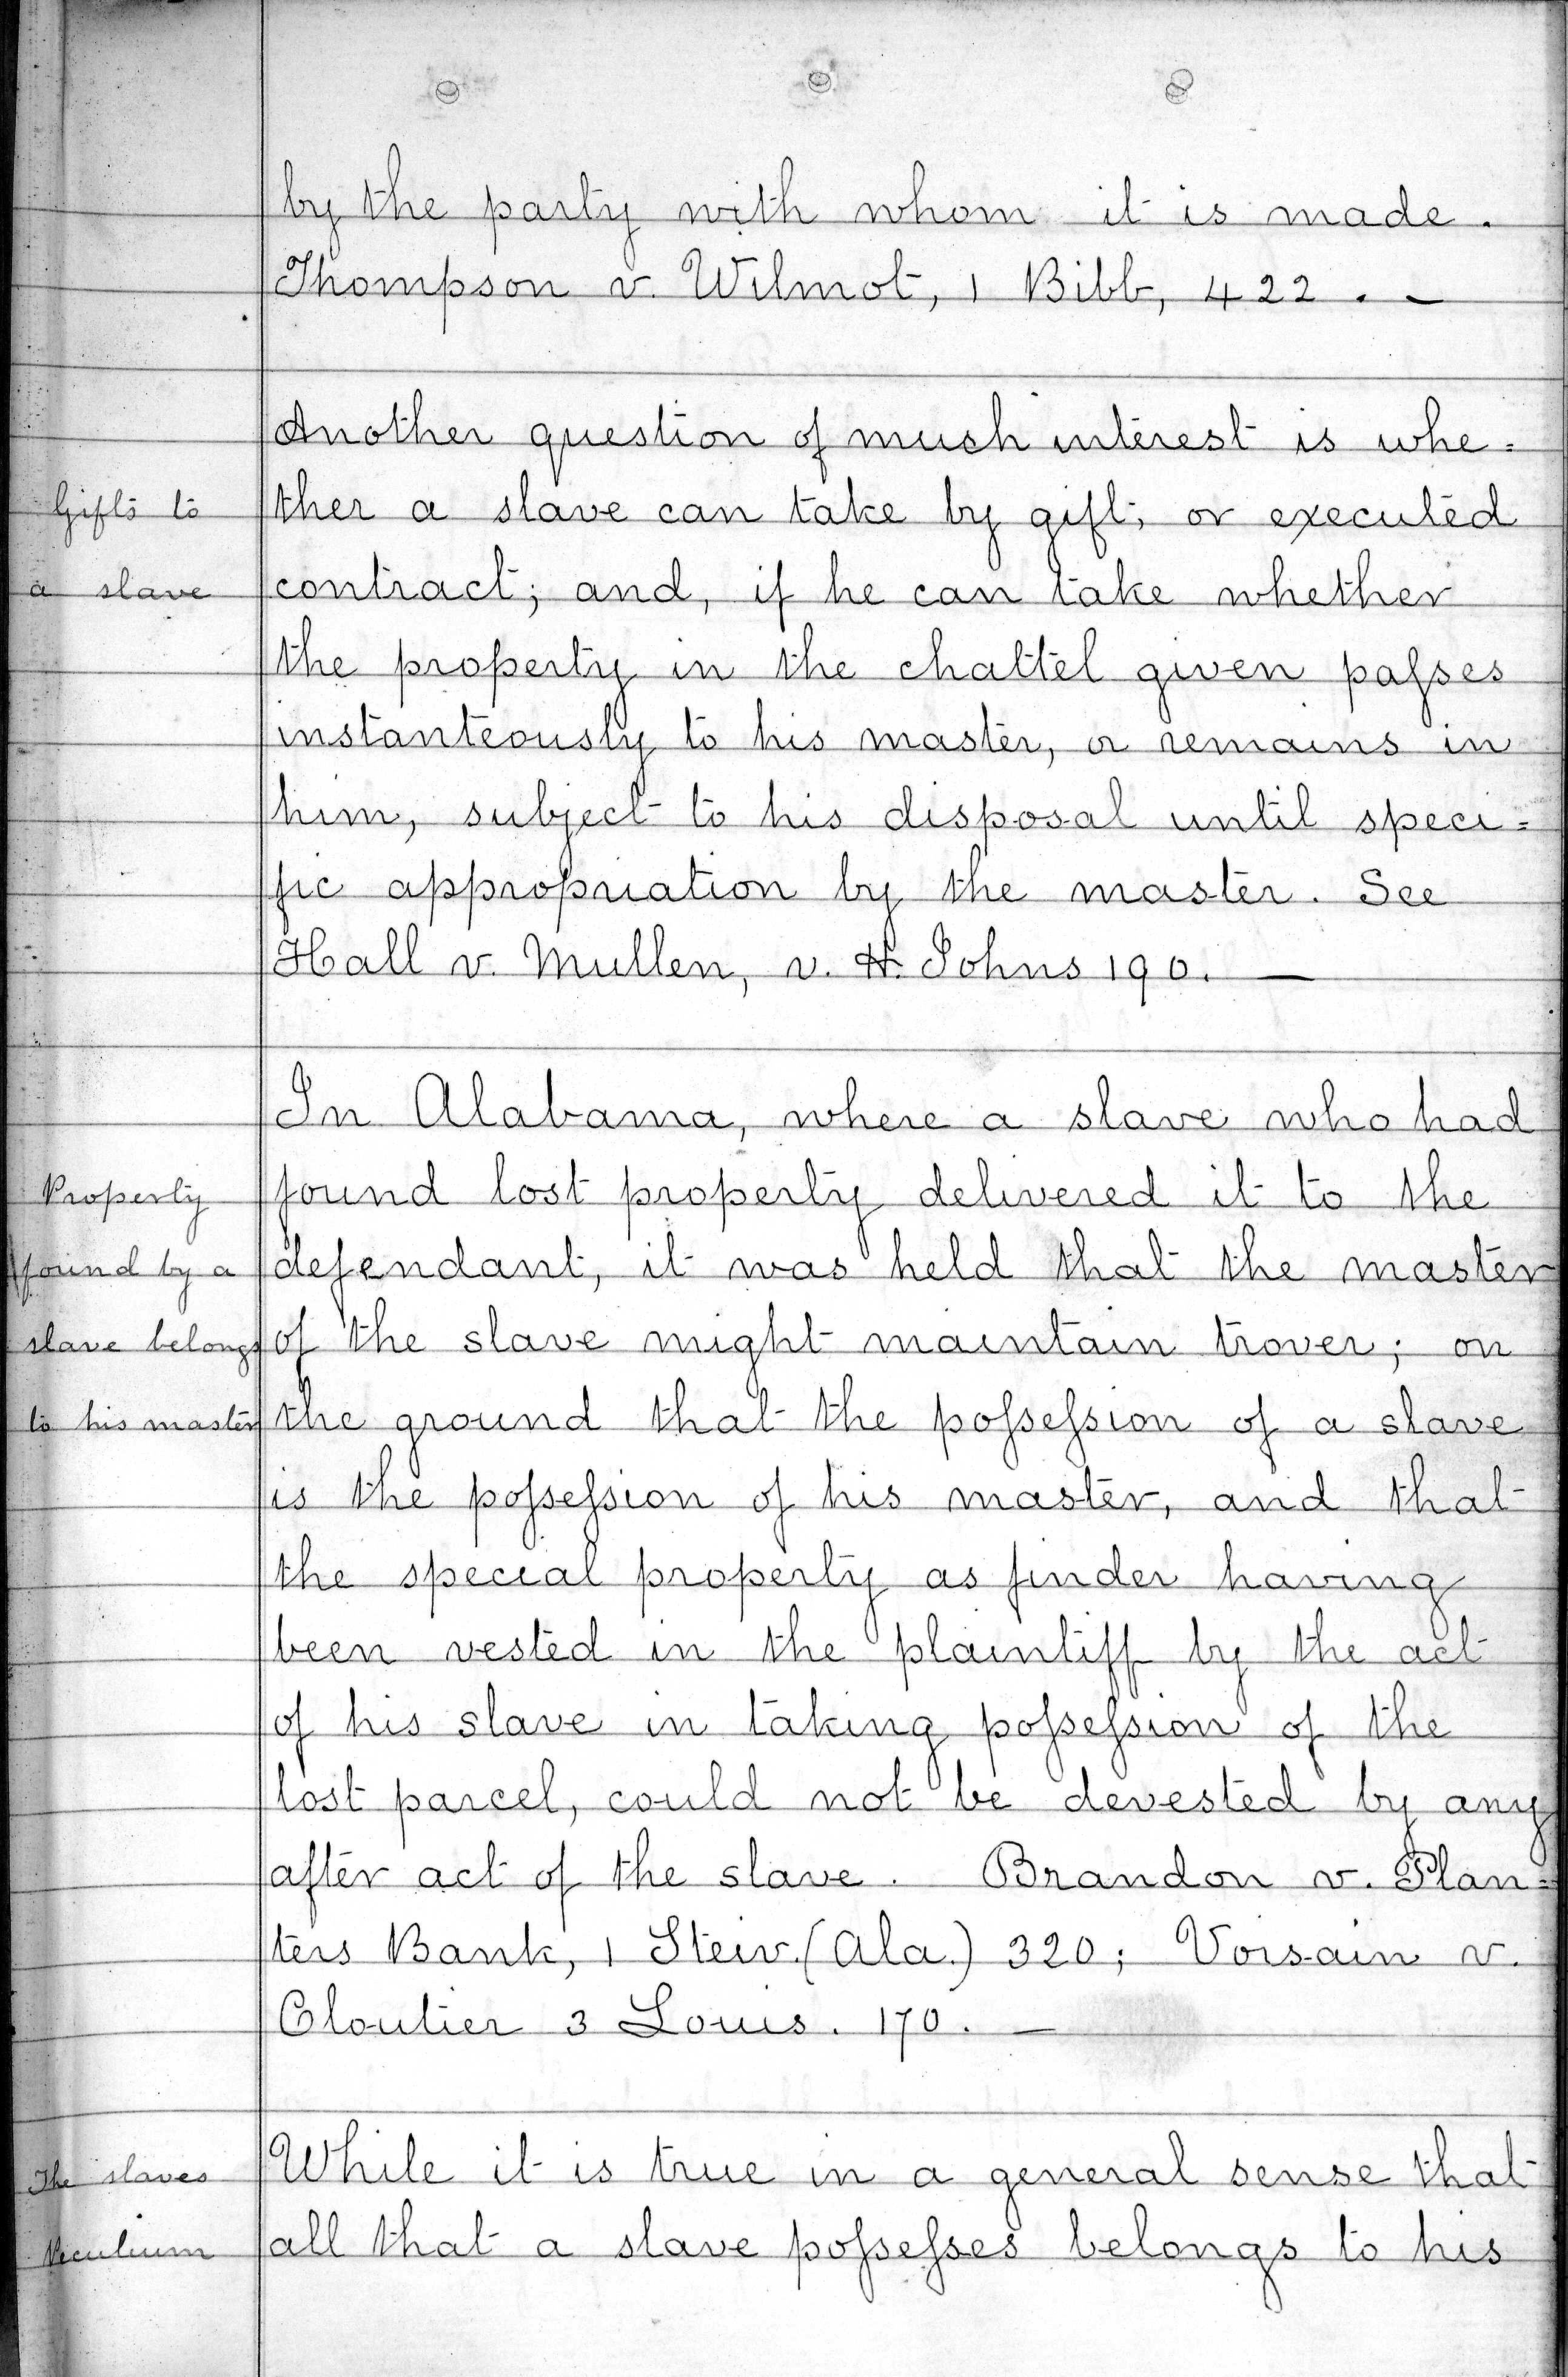 by the party with whom it is made.
Thompson v. Wilmot, 1 Bibb, 422. —
Another question of much interest is whe=
Gifts to
ther a slave can take by gift, or executed
a slave
contract; and, if he can take whether
the property in the chattel given paſses
instanteously to his master, or remains in
him, subject to his disposal until speci=
fic appropriation by the master. See
Hall v. Mullen, v. H. Johns 190. —
In Alabama, where a slave who had
Property
found lost property delivered it to the
found by a
defendant, it was held that the master
slave belongs
of the slave might maintain trover; on
to his master
the ground that the poſseſsion of a slave
is the poſseſsion of his master, and that
the special property as finder having
been vested in the plaintiff by the act
of his slave in taking poſseſsion of the
lost parcel, could not be devested by any
after act of the slave. Brandon v. Plan=
ters Bank, 1 Stew. (Ala.) 320; Voisain v.
Cloutier 3 Louis. 170. —
The slaves
While it is true in a general sense that
Peculium
all that a slave poſseſses belongs to his